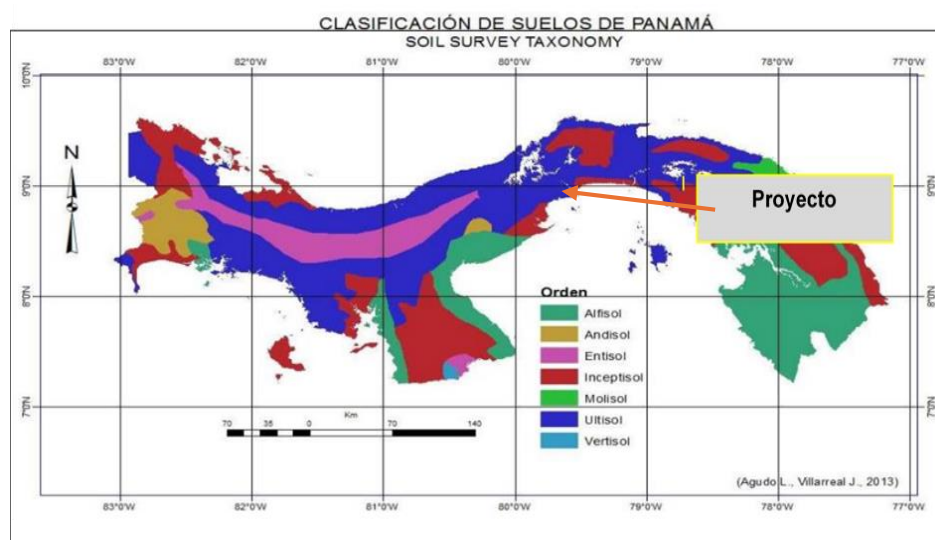 CLASIFICACIÓN DE SUELOS DE PANAMÁ
SOIL SURVEY TAXONOMY
83°0'W 82°0'W 81°0'W 80°0'W 79°0'W 78°0'W 77°0'W
10°0'N
10°0'N
N
9°0'N
9°0'N
Proyecto
8°0'N
8°0'N
7°0'N
7°0'N
Orden
Alfisol
Andisol
Entisol
Inceptisol
Molisol
Ultisol
Vertisol
Km
70 35 0 70 140
(Agudo L., Villarreal J., 2013)
83°0'W 82°0'W 81°0'W 80°0'W 79°0'W 78°0'W 77°0'W